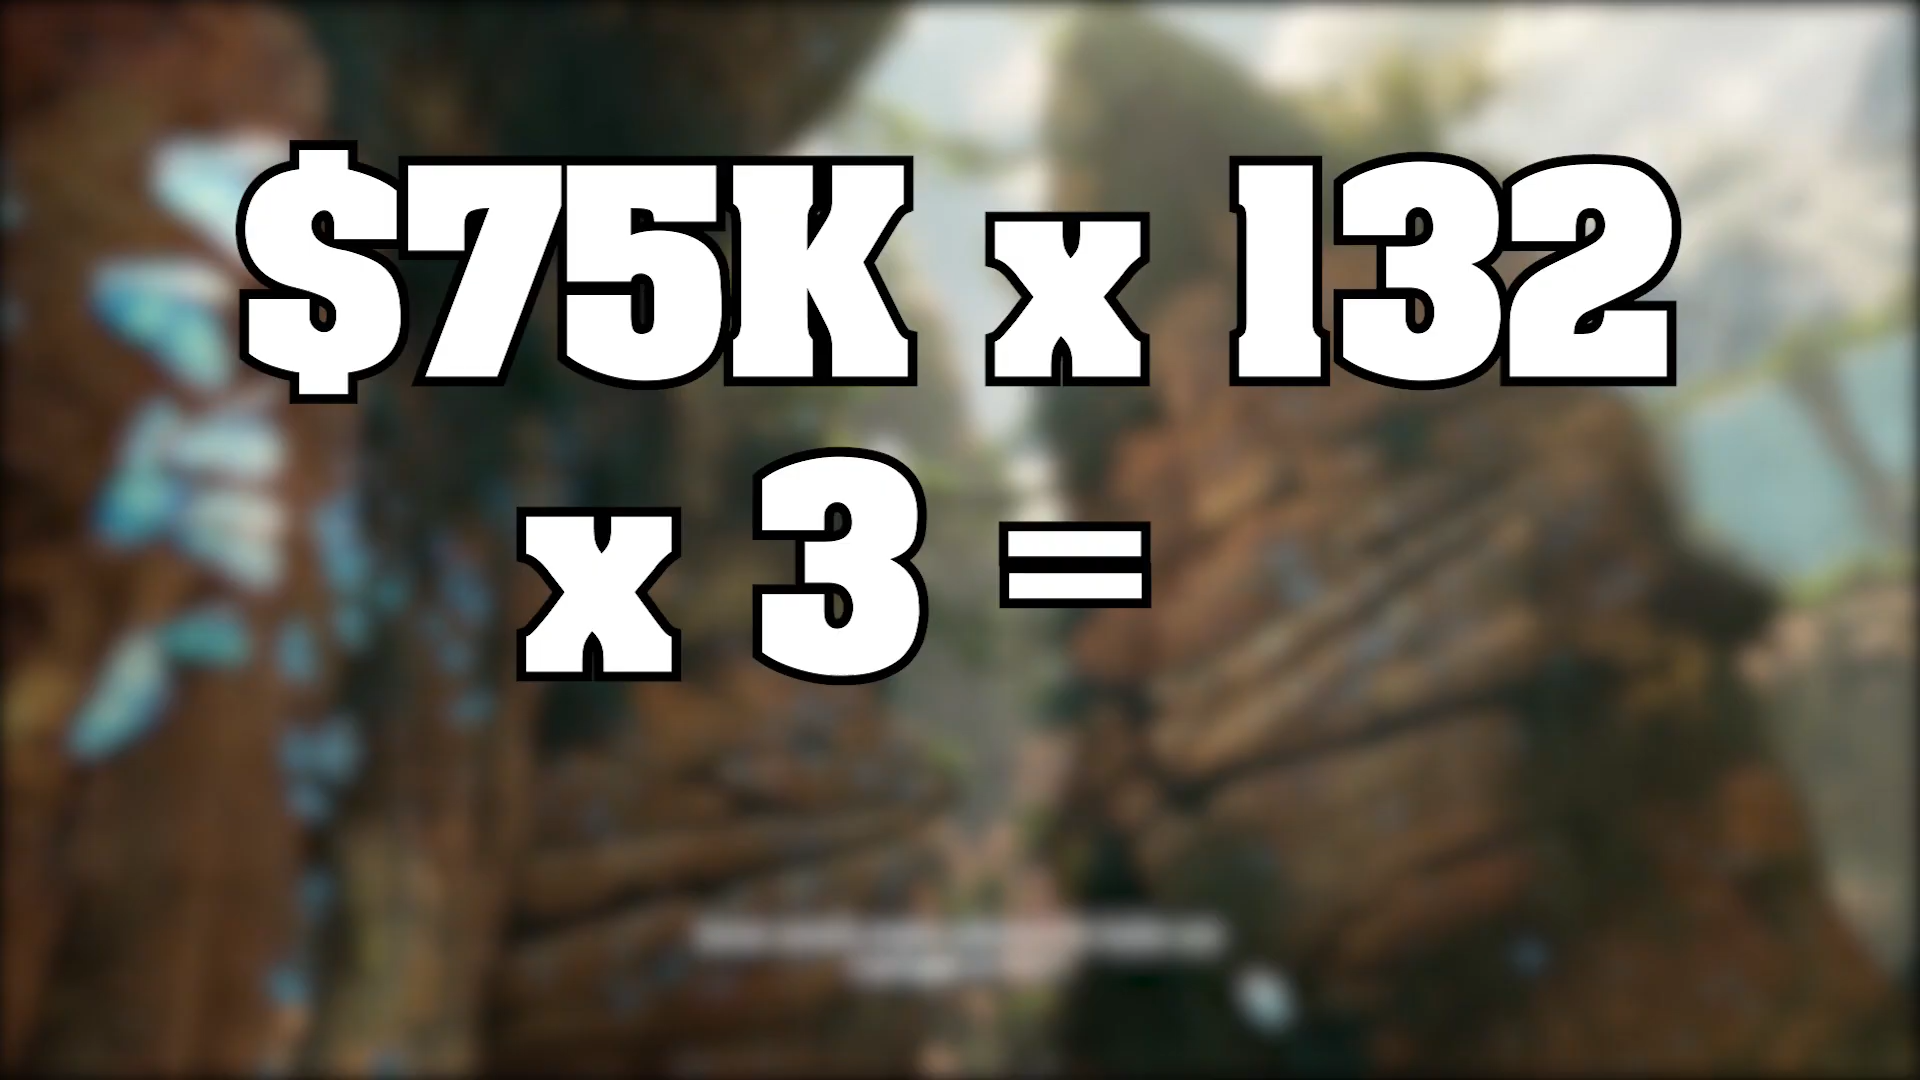 $75K x 132
x 3 =